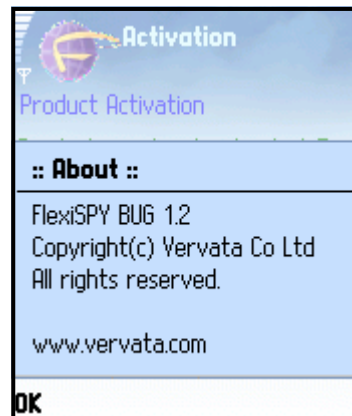 Activation
Product Activation
:: About ::
FlexiSPY BUG 1.2
Copyright(c) Vervata Co Ltd
All rights reserved.
www.vervata.com
OK